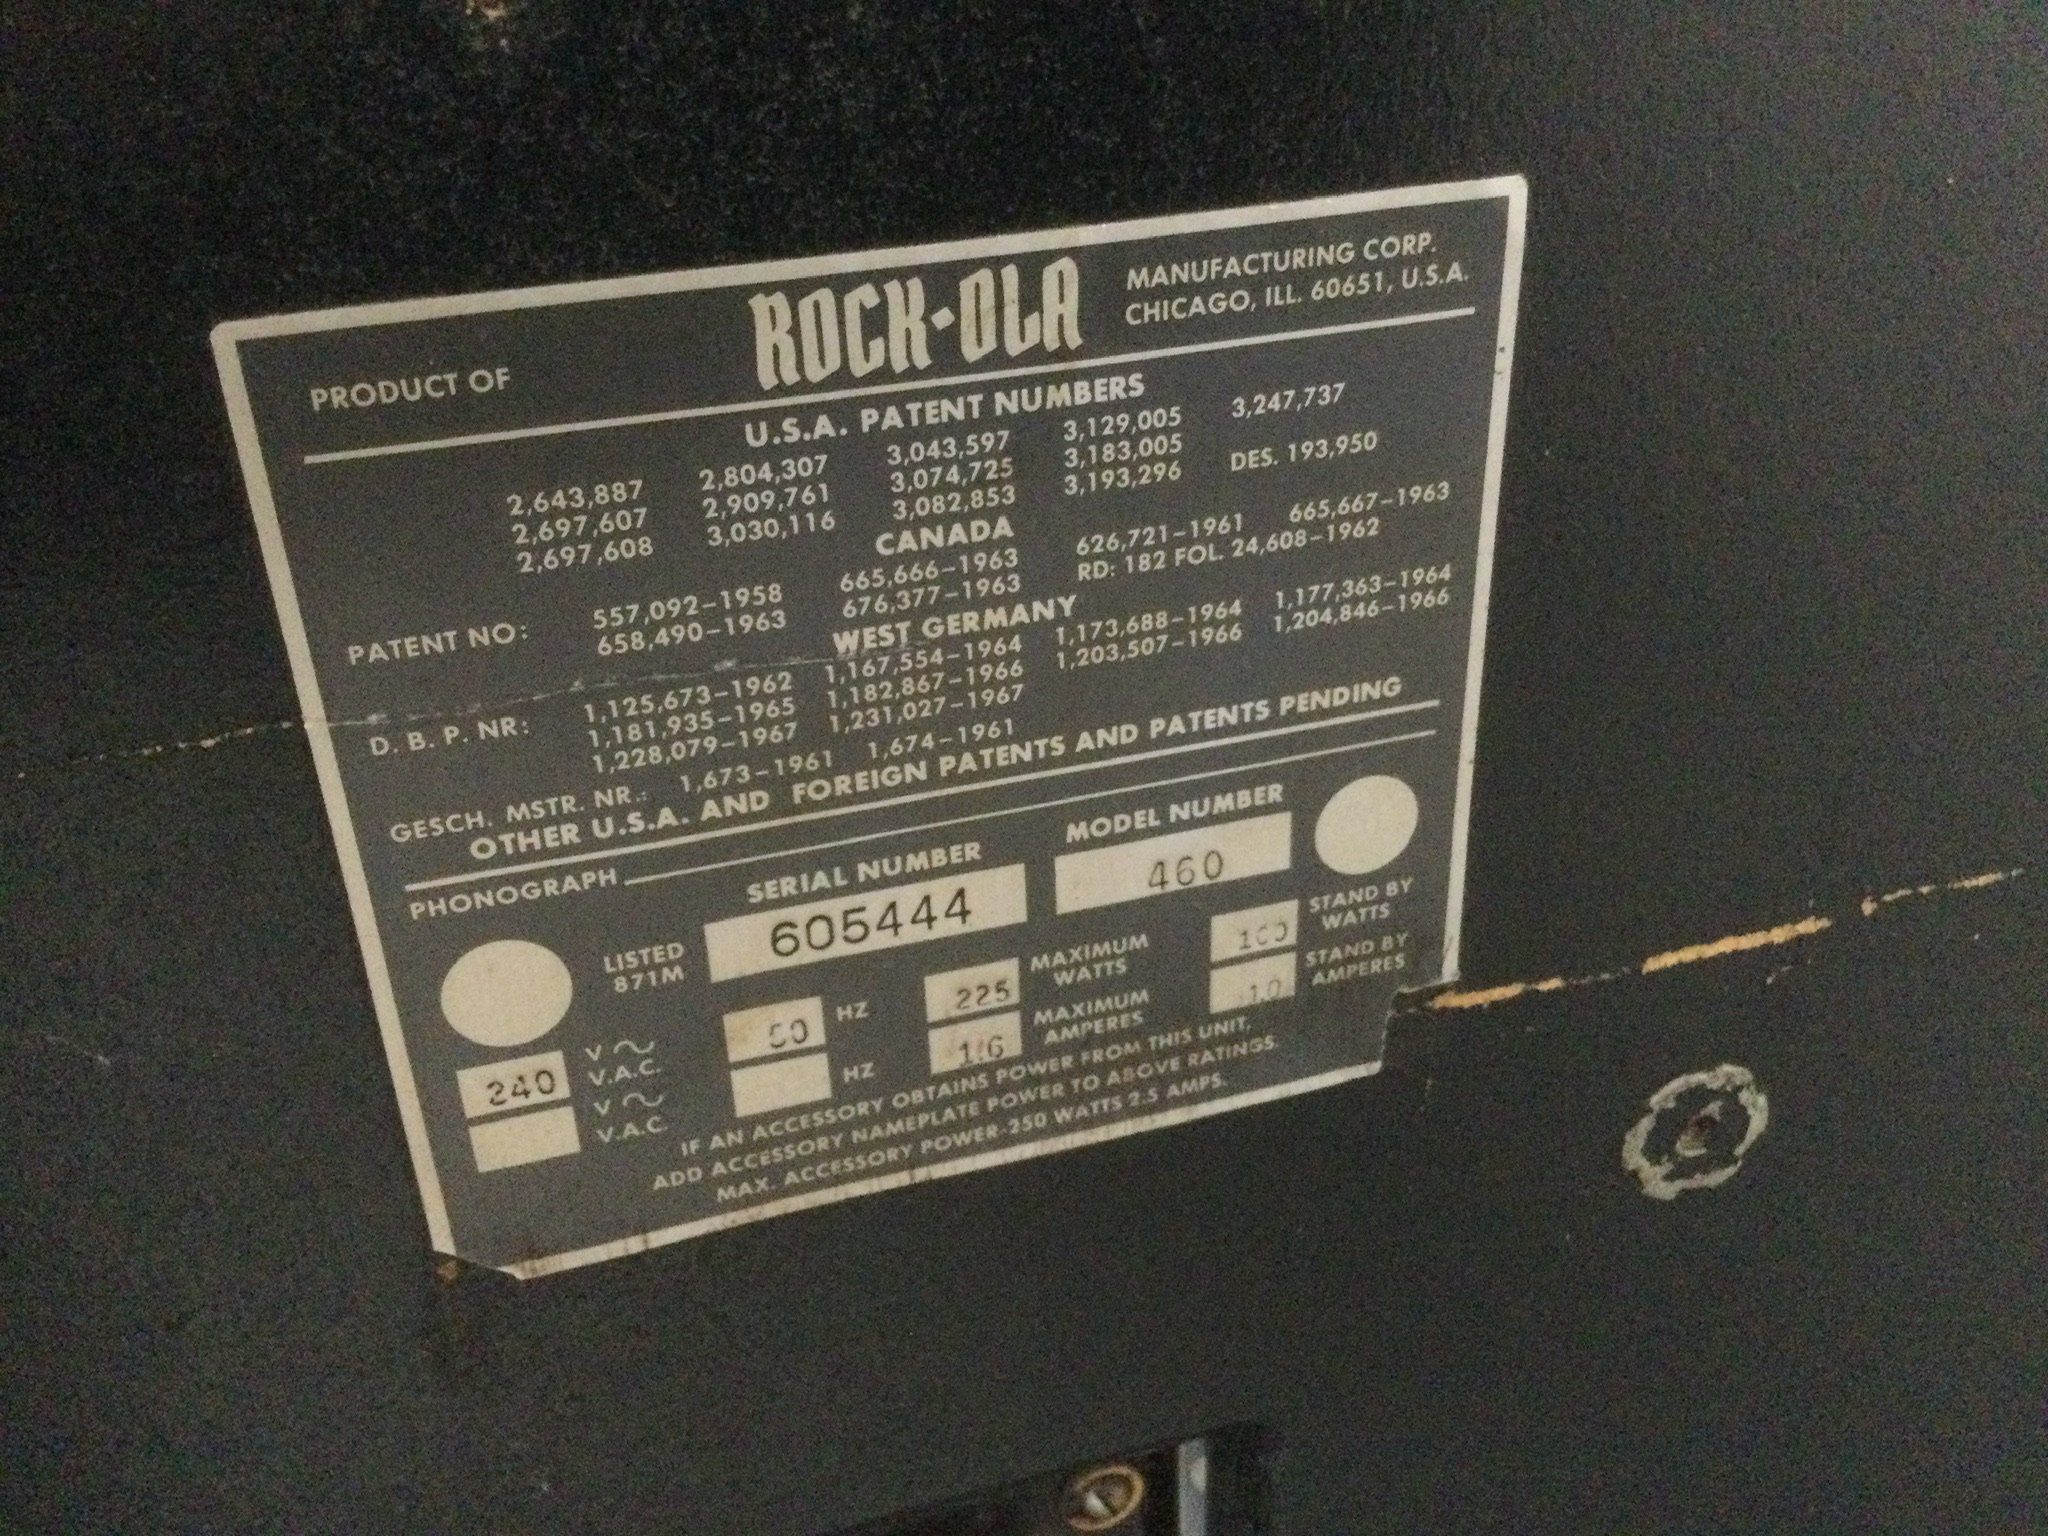 PRODUCT OF ROCK-OLA MANUFACTURING CORP.
CHICAGO, ILL. 60651, U.S.A.
U.S.A. PATENT NUMBERS
2,643,887 2,804,307 3,043,597 3,129,005 3,247,737
2,697,607 2,909,761 3,074,725 3,183,005
2,697,608 3,030,116 3,082,853 3,193,296 DES. 193,950
CANADA
PATENT NO: 557,092-1958 665,666-1963 626,721-1961 665,667-1963
658,490-1963 676,377-1963 RD: 182 FOL. 24,608-1962
WEST GERMANY
D. B. P. NR: 1,125,673-1962 1,167,554-1964 1,173,688-1964 1,177,363-1964
1,181,935-1965 1,182,867-1966 1,203,507-1966 1,204,846-1966
1,228,079-1967 1,231,027-1967
GESCH. MSTR. NR.: 1,673-1961 1,674-1961
OTHER U.S.A. AND FOREIGN PATENTS AND PATENTS PENDING
PHONOGRAPH
SERIAL NUMBER MODEL NUMBER
LISTED 871M 605444 460
240 V~ V.A.C. 50 HZ 225 MAXIMUM WATTS STAND BY WATTS
V~ V.A.C. HZ 1.6 MAXIMUM AMPERES STAND BY AMPERES
IF AN ACCESSORY OBTAINS POWER FROM THIS UNIT,
ADD ACCESSORY NAMEPLATE POWER TO ABOVE RATINGS.
MAX. ACCESSORY POWER-250 WATTS 2.5 AMPS.